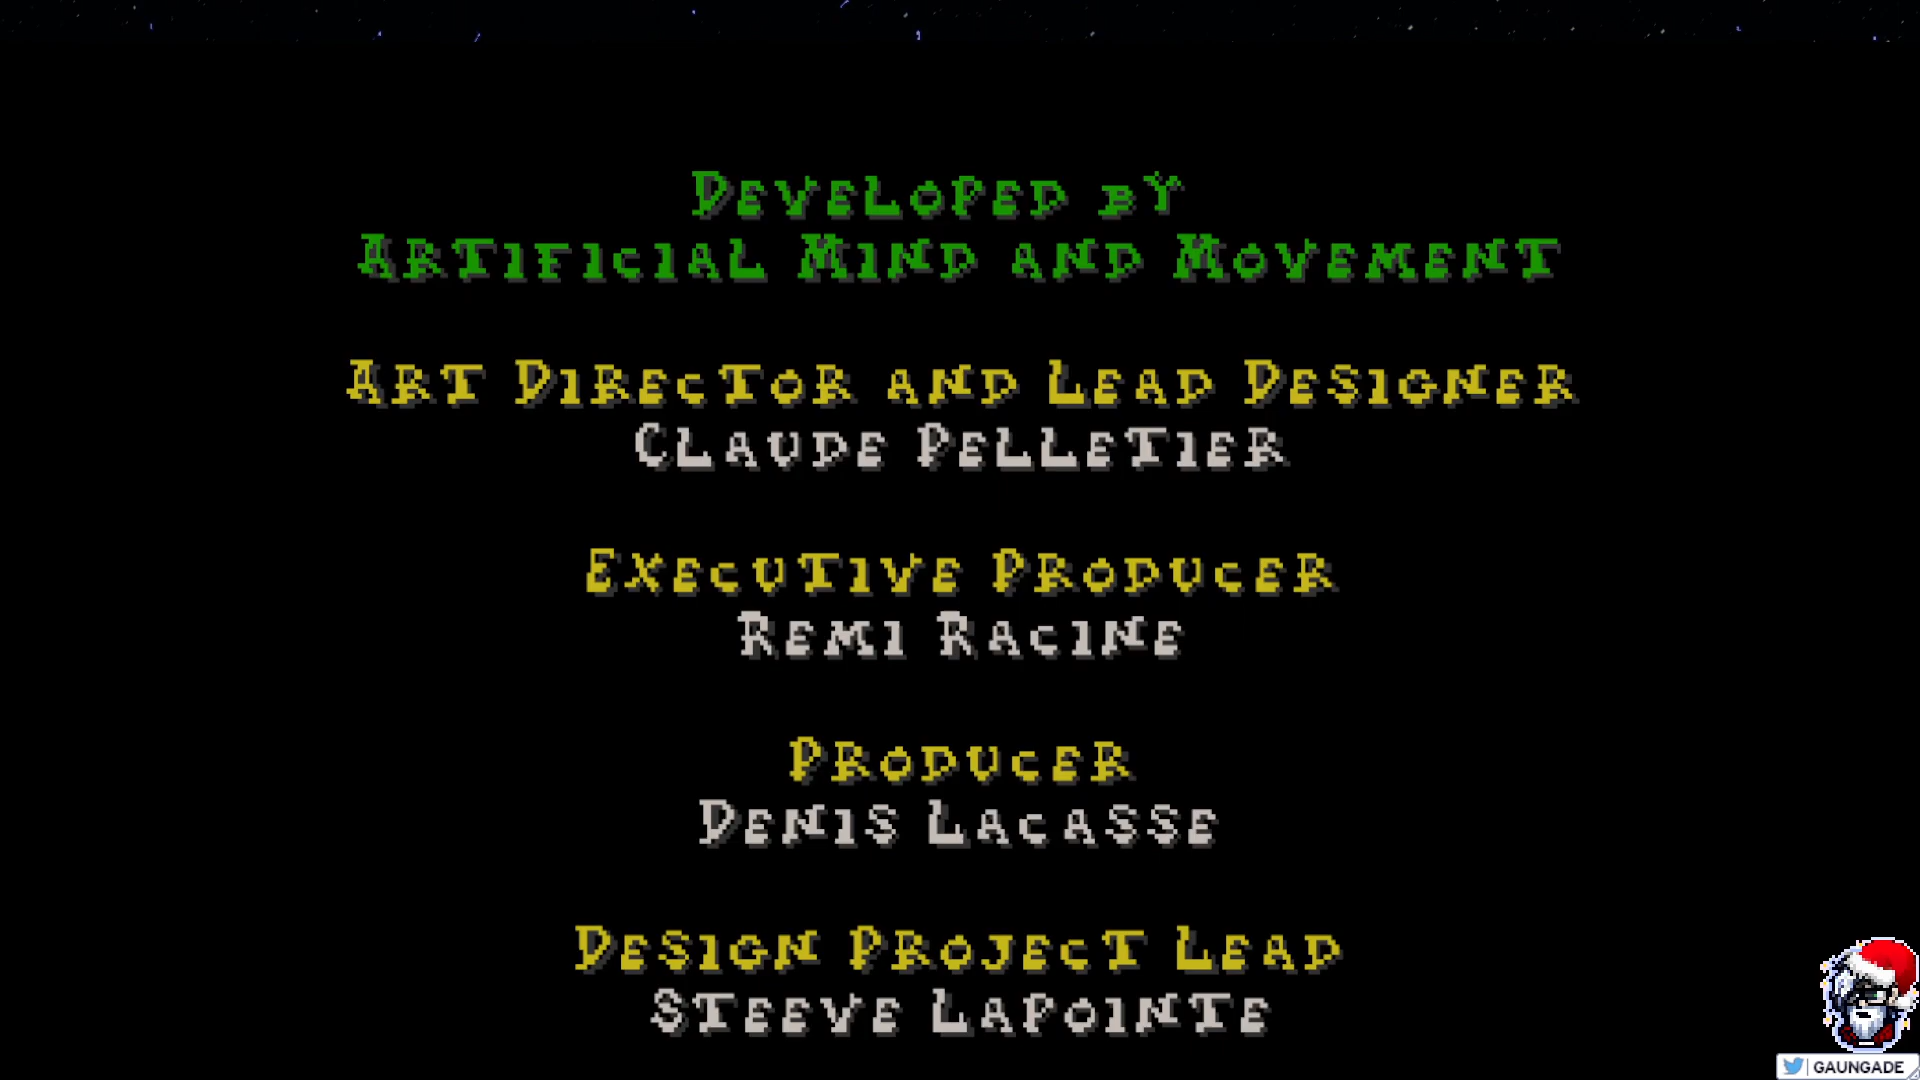 Developed by
Artificial Mind and Movement
Art Director and Lead Designer
Claude Pelletier
Executive Producer
Remi Racine
Producer
Denis Lacasse
Design Project Lead
Steeve Lapointe
GAUNGADE